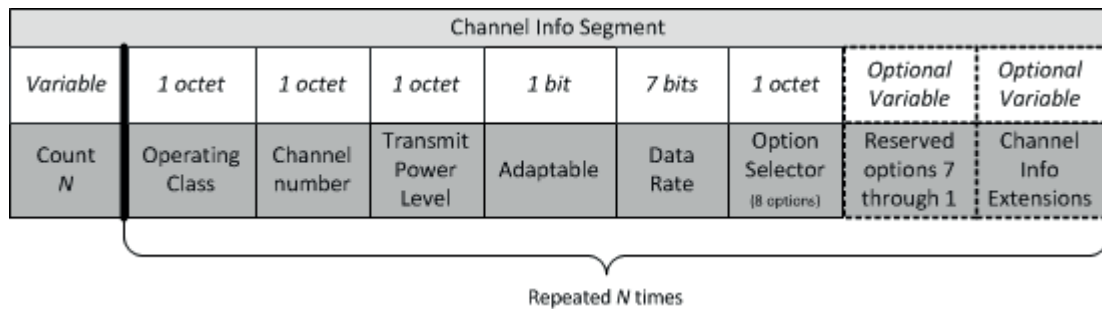 Channel Info Segment
Variable 1 octet 1 octet 1 octet 1 bit 7 bits 1 octet Optional Variable Optional Variable
Count N Operating Class Channel number Transmit Power Level Adaptable Data Rate Option Selector (8 options) Reserved options 7 through 1 Channel Info Extensions
Repeated N times